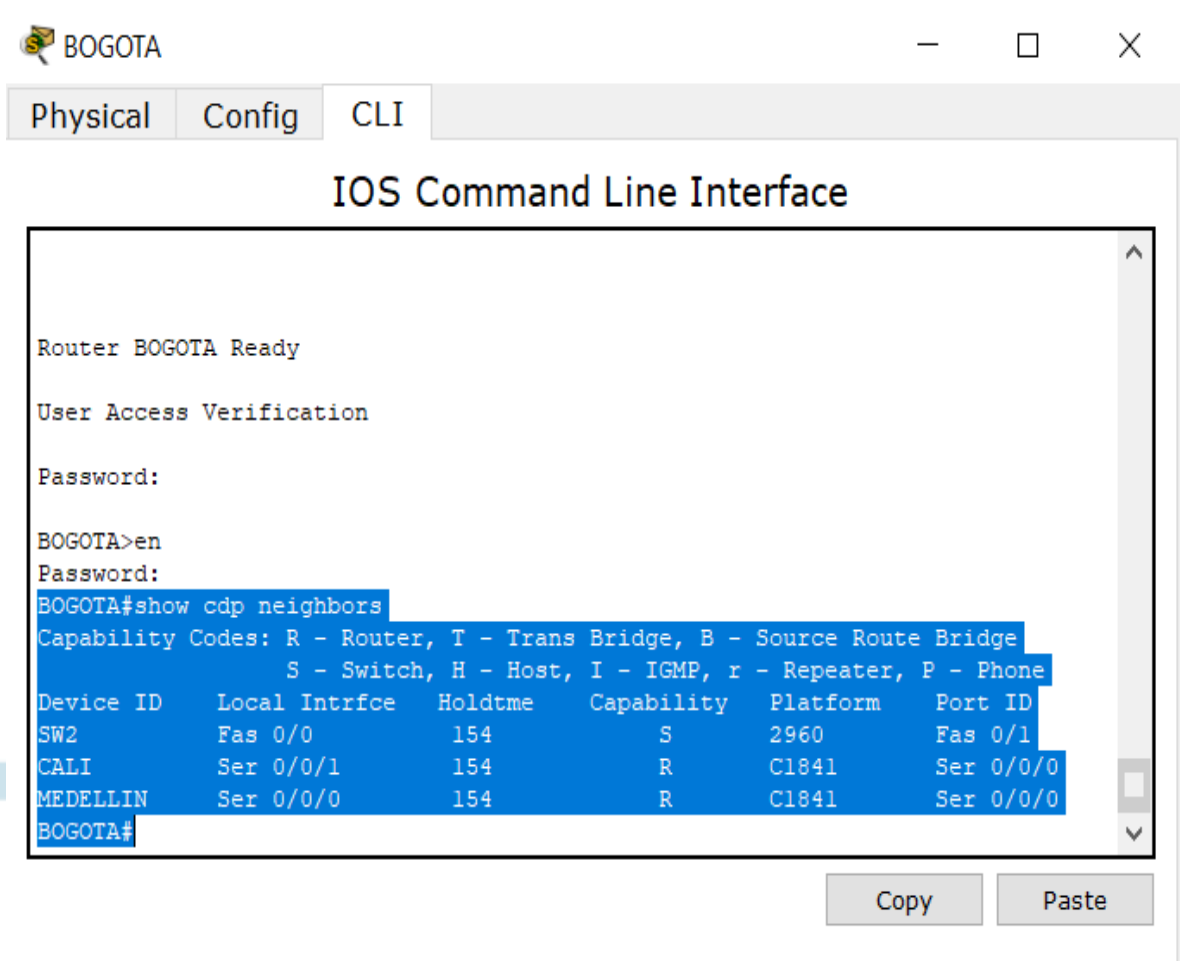 BOGOTA
Physical Config CLI
IOS Command Line Interface
Router BOGOTA Ready
User Access Verification
Password:
BOGOTA>en
Password:
BOGOTA#show cdp neighbors
Capability Codes: R - Router, T - Trans Bridge, B - Source Route Bridge
S - Switch, H - Host, I - IGMP, r - Repeater, P - Phone
Device ID Local Intrfce Holdtme Capability Platform Port ID
SW2 Fas 0/0 154 S 2960 Fas 0/1
CALI Ser 0/0/1 154 R C1841 Ser 0/0/0
MEDELLIN Ser 0/0/0 154 R C1841 Ser 0/0/0
BOGOTA#
Copy Paste